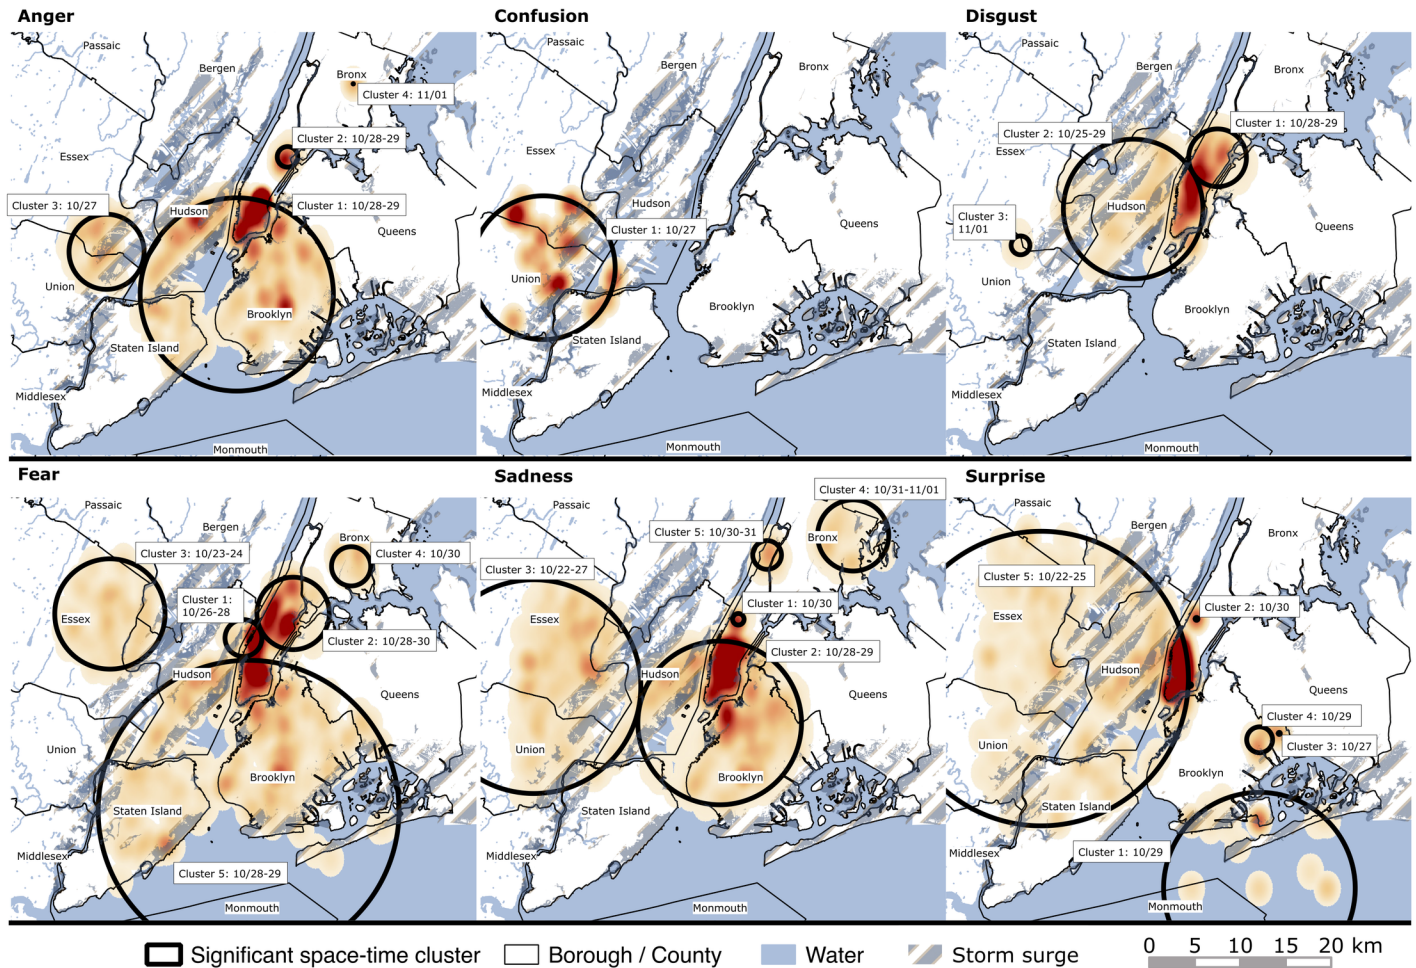 Anger
Passaic
Bergen
Bronx
Cluster 4: 11/01
Cluster 2: 10/28-29
Essex
Cluster 3: 10/27
Hudson
Cluster 1: 10/28-29
Queens
Union
Brooklyn
Staten Island
Middlesex
Monmouth
Confusion
Passaic
Bergen
Bronx
Essex
Hudson
Cluster 1: 10/27
Queens
Union
Brooklyn
Staten Island
Middlesex
Monmouth
Disgust
Passaic
Bergen
Bronx
Cluster 1: 10/28-29
Cluster 2: 10/25-29
Essex
Cluster 3:
11/01
Hudson
Queens
Union
Brooklyn
Staten Island
Middlesex
Monmouth
Fear
Passaic
Bergen
Bronx
Cluster 3: 10/23-24
Cluster 4: 10/30
Cluster 1:
10/26-28
Essex
Cluster 2: 10/28-30
Hudson
Queens
Union
Brooklyn
Staten Island
Middlesex
Cluster 5: 10/28-29
Monmouth
Sadness
Cluster 4: 10/31-11/01
Passaic
Cluster 5: 10/30-31
Bergen
Bronx
Cluster 3: 10/22-27
Cluster 1: 10/30
Essex
Cluster 2: 10/28-29
Hudson
Queens
Union
Brooklyn
Staten Island
Middlesex
Monmouth
Surprise
Passaic
Bergen
Bronx
Cluster 5: 10/22-25
Cluster 2: 10/30
Essex
Hudson
Queens
Cluster 4: 10/29
Union
Cluster 3: 10/27
Brooklyn
Staten Island
Middlesex
Cluster 1: 10/29
Monmouth
Significant space-time cluster
Borough / County
Water
Storm surge
0 5 10 15 20 km